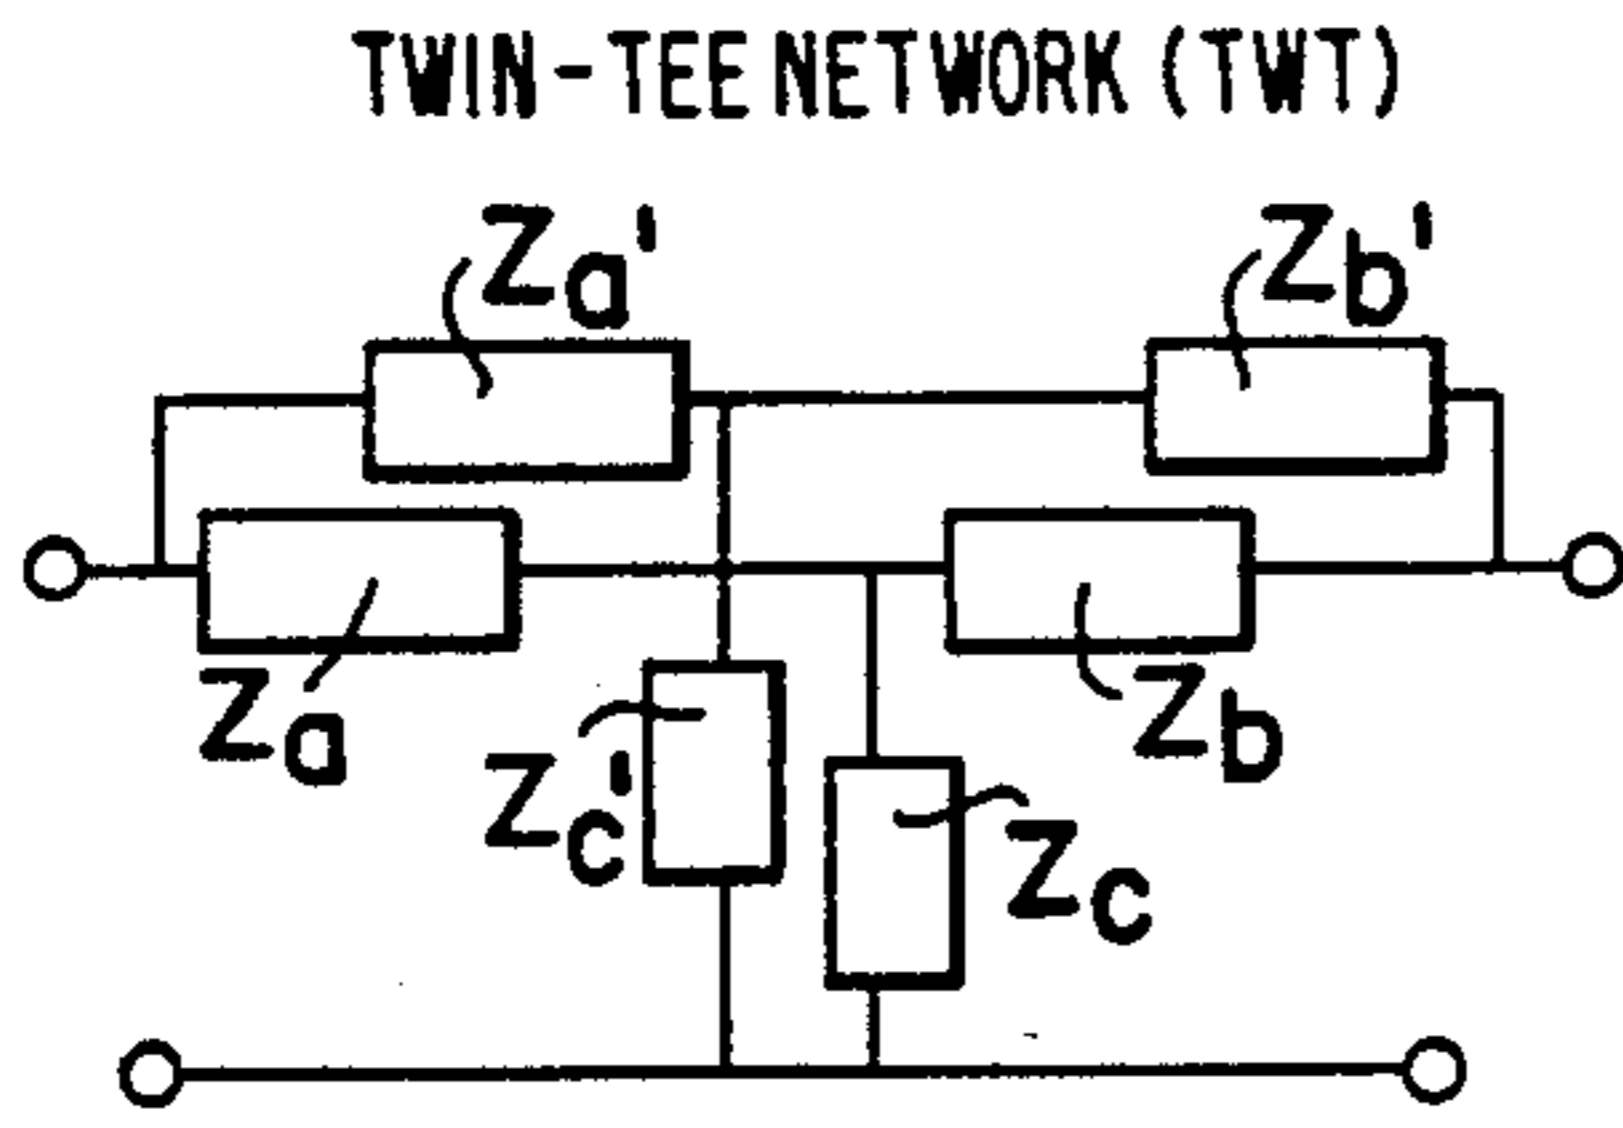 TWIN-TEE NETWORK (TWT)
Za'
Zb'
Za
Zb
Zc'
Zc